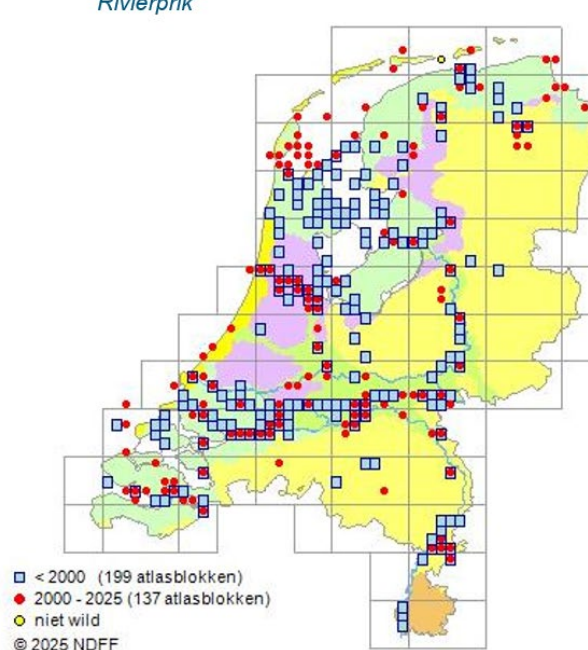 Rivierprik
< 2000 (199 atlasblokken)
2000 - 2025 (137 atlasblokken)
niet wild
© 2025 NDFF